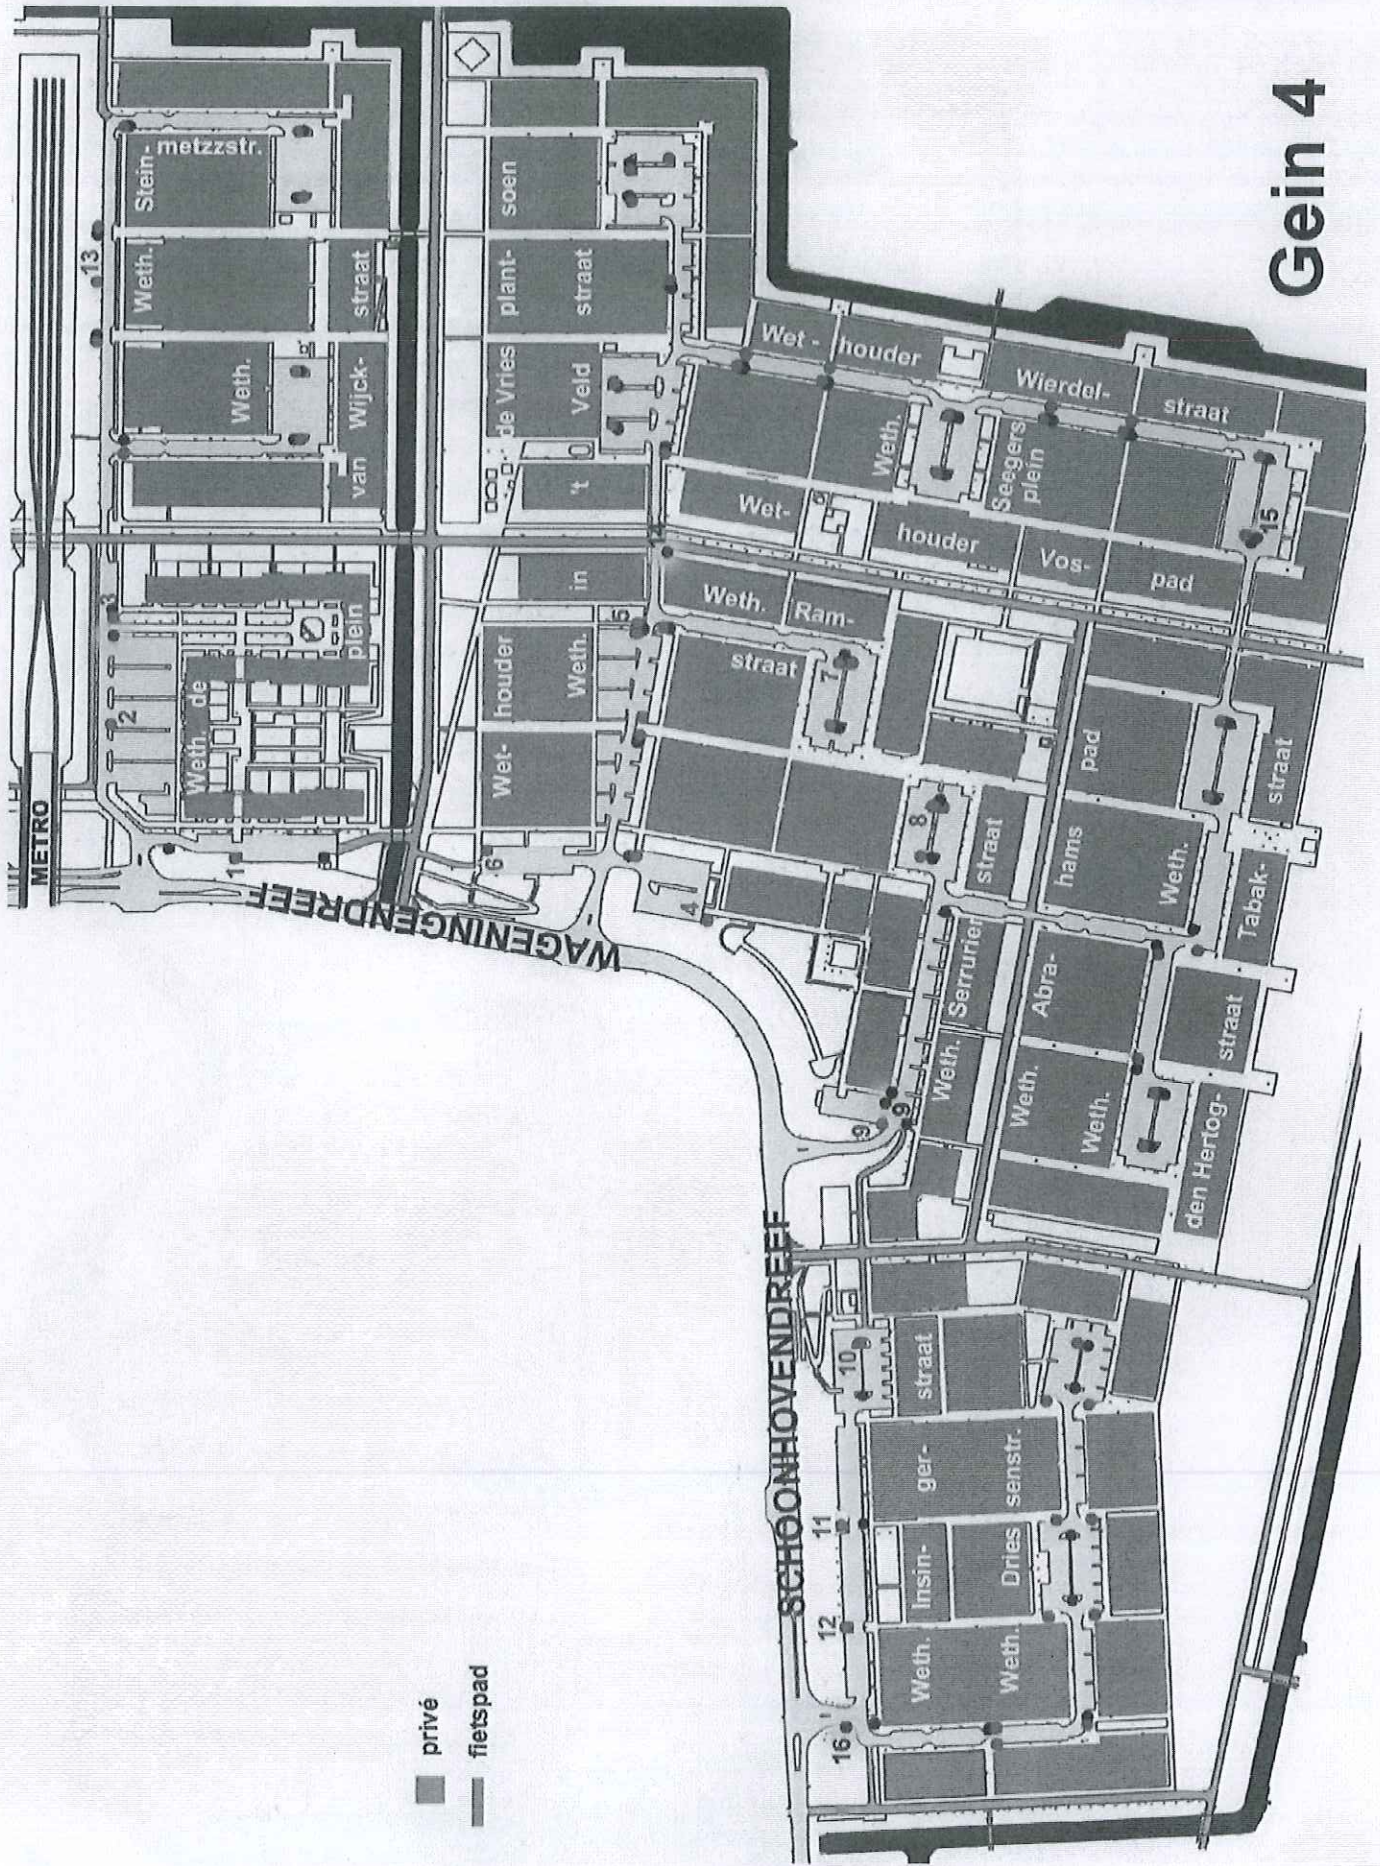 METRO
13
3
2
1
Weth. Stein-
metzzstr.
Weth. de
plein
Weth.
van Wijck-
straat
WAGENINGENDREEF
privé
fietspad
6
Wet-
houder
de Vries
plant-
soen
Weth.
in
't
Veld
straat
5
14
4
Weth. Ram-
straat
7
Wet-
houder
Wierdel-
straat
Wet-
houder
Vos-
pad
Weth.
Seegers
plein
15
8
9
9
SCHOONHOVENDREEF
10
11
12
16
Weth.
Serrurier
straat
Weth.
Insin-
ger-
straat
Weth.
Dries
senstr.
Weth.
Abra-
hams
pad
Weth.
den Hertog-
straat
Weth.
Tabak-
straat
Gein 4